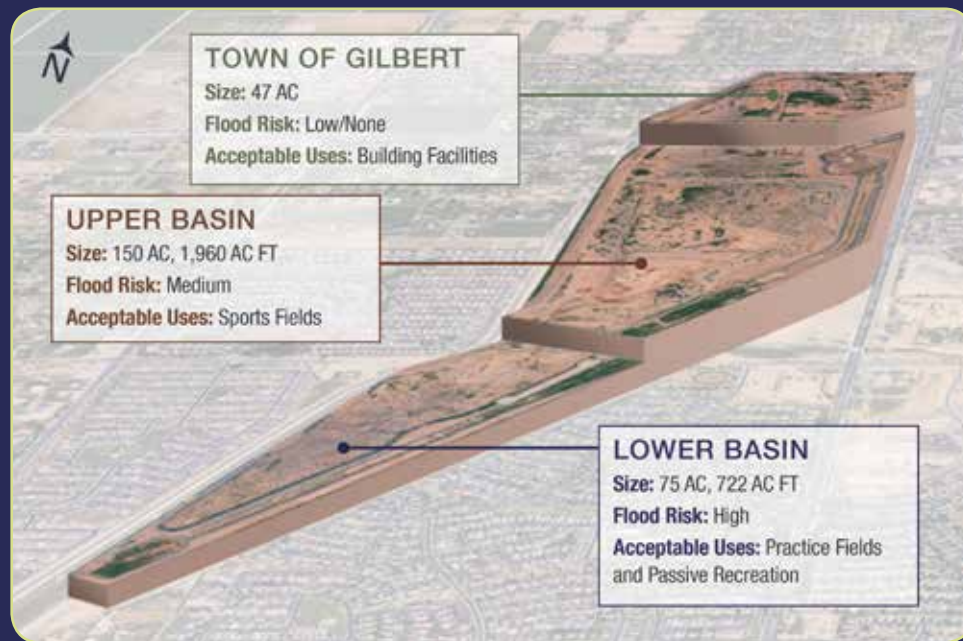 N
TOWN OF GILBERT
Size: 47 AC
Flood Risk: Low/None
Acceptable Uses: Building Facilities
UPPER BASIN
Size: 150 AC, 1,960 AC FT
Flood Risk: Medium
Acceptable Uses: Sports Fields
LOWER BASIN
Size: 75 AC, 722 AC FT
Flood Risk: High
Acceptable Uses: Practice Fields
and Passive Recreation